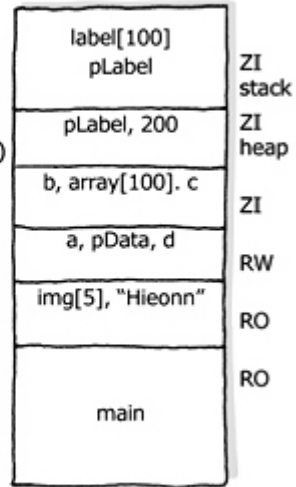 label[100]
pLabel
ZI
stack
pLabel, 200
ZI
heap
)
b, array[100]. c
ZI
a, pData, d
RW
img[5], “Hieonn”
RO
RO
main